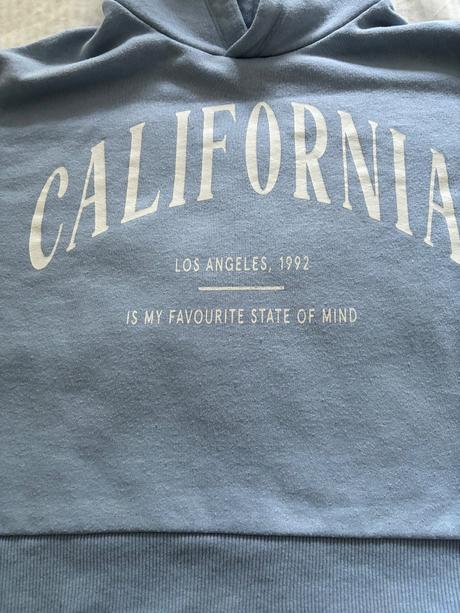 CALIFORNIA
LOS ANGELES, 1992
IS MY FAVOURITE STATE OF MIND